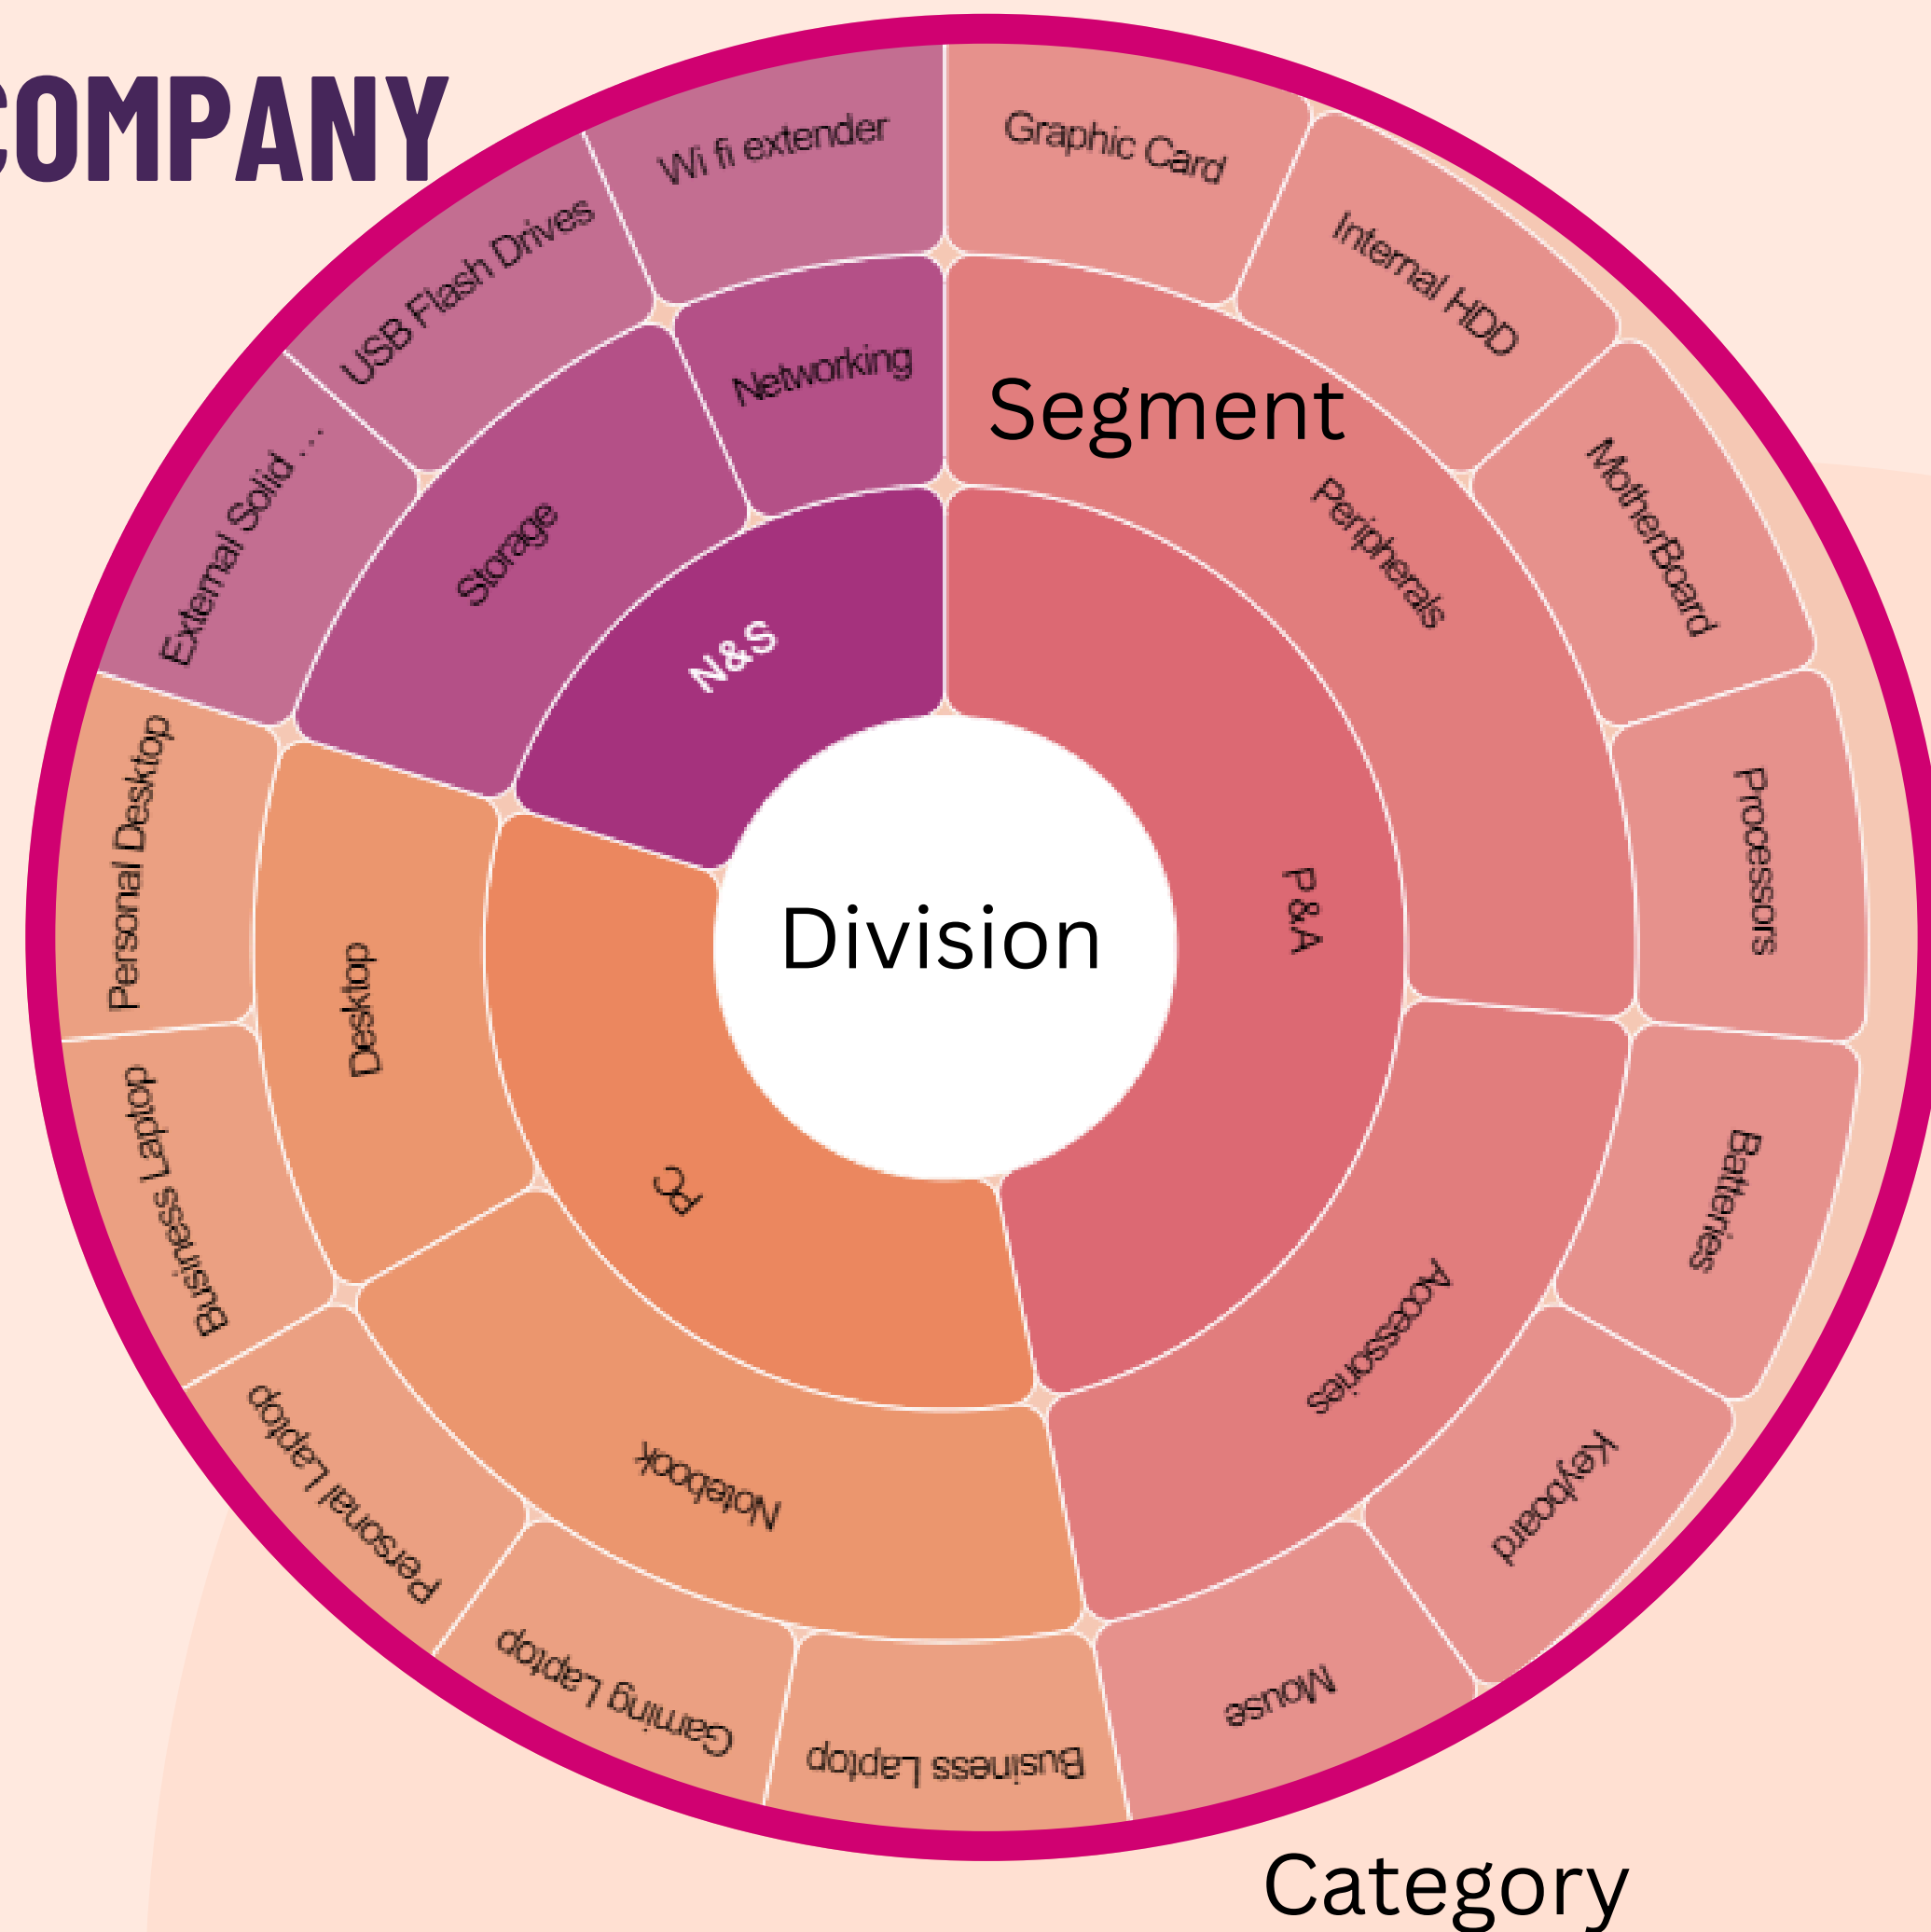 COMPANY
Division
Segment
Category
P&A
Peripherals
Graphic Card
Internal HDD
MotherBoard
Processors
Accessories
Batteries
Keyboard
Mouse
PC
Notebook
Business Laptop
Gaming Laptop
Personal Laptop
Desktop
Business Laptop
Personal Desktop
N&S
Storage
External Solid ...
USB Flash Drives
Networking
Wi fi extender